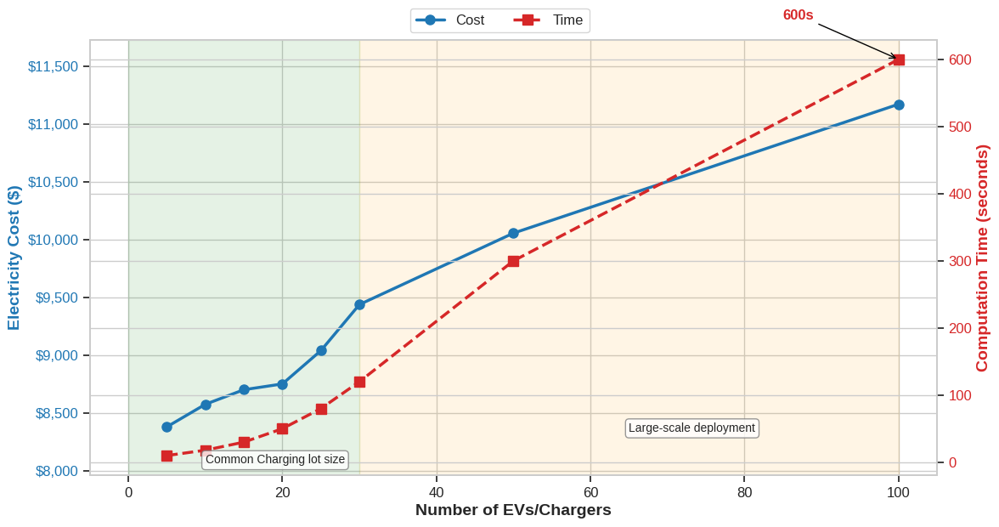 600s
Cost
Time
$11,500
$11,000
$10,500
$10,000
$9,500
$9,000
$8,500
$8,000
Electricity Cost ($)
600
500
400
300
200
100
0
Computation Time (seconds)
Large-scale deployment
Common Charging lot size
0
20
40
60
80
100
Number of EVs/Chargers